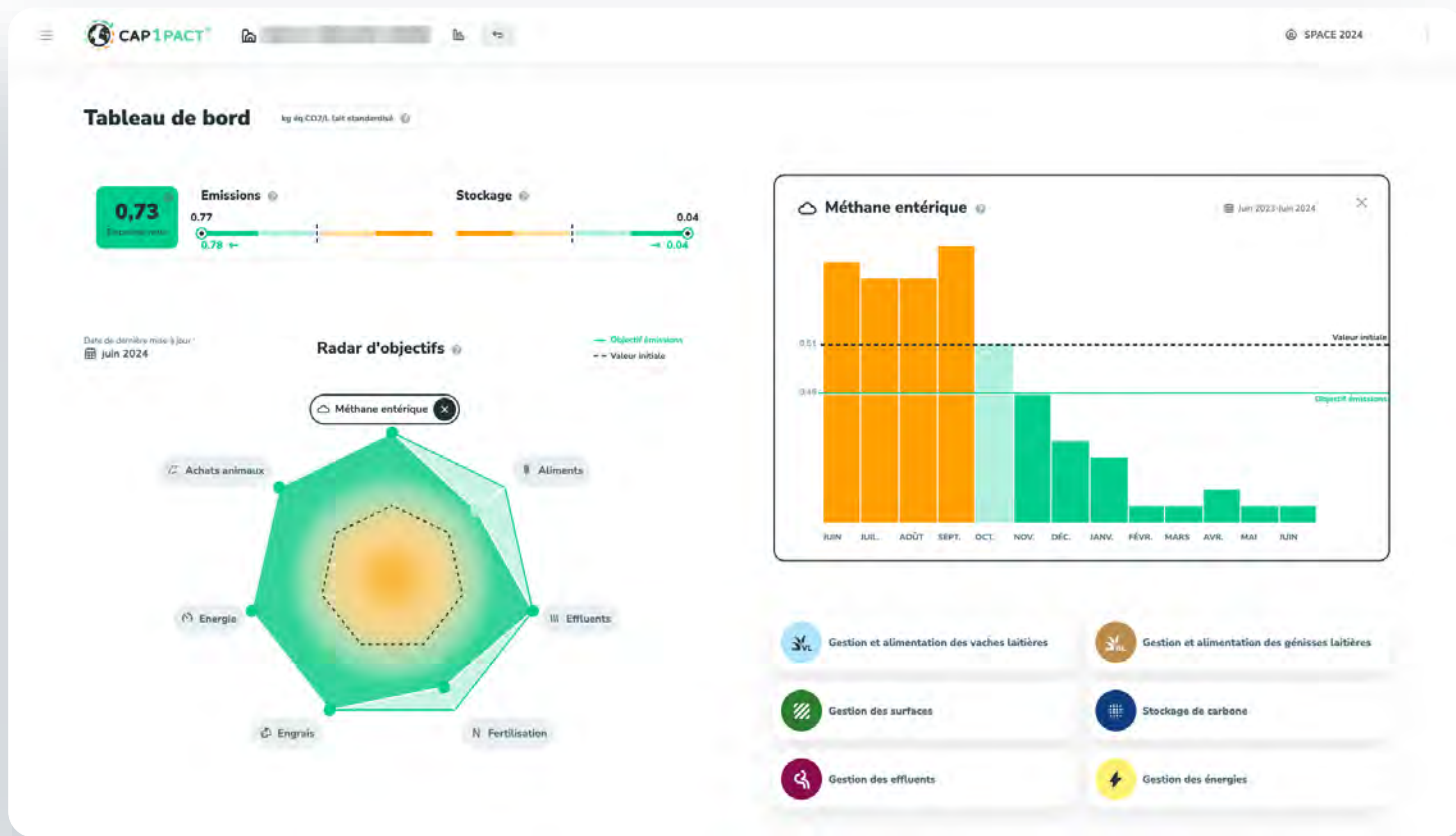 CAP1PACT
SPACE 2024
Tableau de bord
kg éq CO2/L lait standardisé
0,73
Emissions
0.77
0.78 ←
Stockage
0.04
→ 0.04
Date de dernière mise à jour
juin 2024
Radar d'objectifs
Objectif émissions
Valeur initiale
Méthane entérique
Achats animaux
Aliments
Energie
Effluents
Engrais
N Fertilisation
Méthane entérique
Juin 2023-Juin 2024
Valeur initiale
0.51
Objectif émissions
JUIN JUIL. AOÛT SEPT. OCT. NOV. DÉC. JANV. FÉVR. MARS AVR. MAI JUIN
VL Gestion et alimentation des vaches laitières
Gestion et alimentation des génisses laitières
Gestion des surfaces
Stockage de carbone
Gestion des effluents
Gestion des énergies